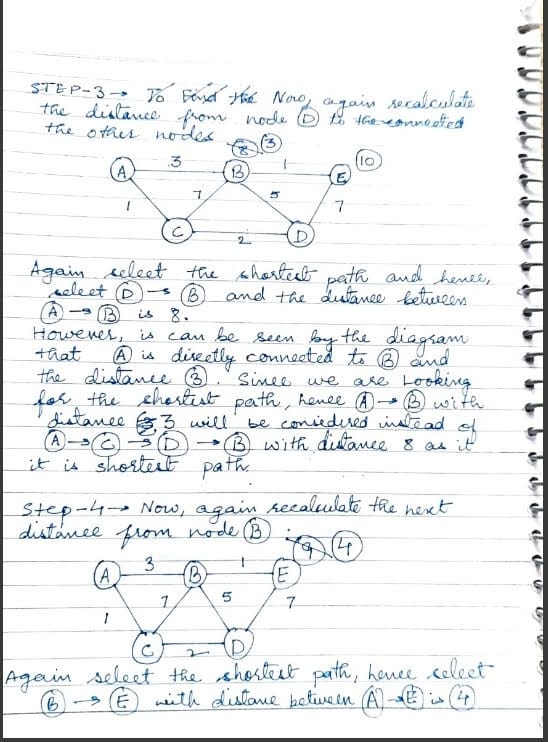 STEP-3→ To Find the Now, again recalculate
the distance from node (D) to the connected
the other nodes
8 3
A 3 B 1 E 10
1 7 5 7
C 2 D
Again select the shortest path and hence,
select (D) → (B) and the distance between
(A) → (B) is 8.
However, is can be seen by the diagram
that (A) is directly connected to (B) and
the distance (3). Since we are Looking
for the shortest path, hence (A) → (B) with
distance 3 will be considered instead of
(A) → (C) → (D) → (B) with distance 8 as it
it is shortest path.
Step-4→ Now, again recalculate the next
distance from node (B) :
9 4
A 3 B 1 E
1 7 5 7
C 2 D
Again select the shortest path, hence select
(B) → (E) with distane between (A) → (E) is (4)